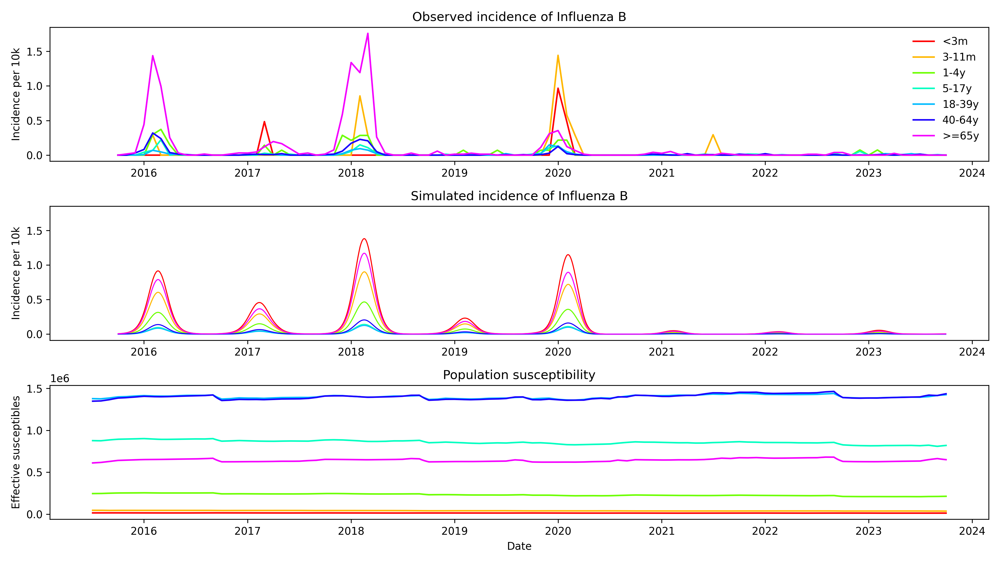 Observed incidence of Influenza B
Incidence per 10k
1.5
1.0
0.5
0.0
<3m
3-11m
1-4y
5-17y
18-39y
40-64y
>=65y
2016 2017 2018 2019 2020 2021 2022 2023 2024
Simulated incidence of Influenza B
Incidence per 10k
1.5
1.0
0.5
0.0
2016 2017 2018 2019 2020 2021 2022 2023 2024
Population susceptibility
1e6
Effective susceptibles
1.5
1.0
0.5
0.0
2016 2017 2018 2019 2020 2021 2022 2023 2024
Date